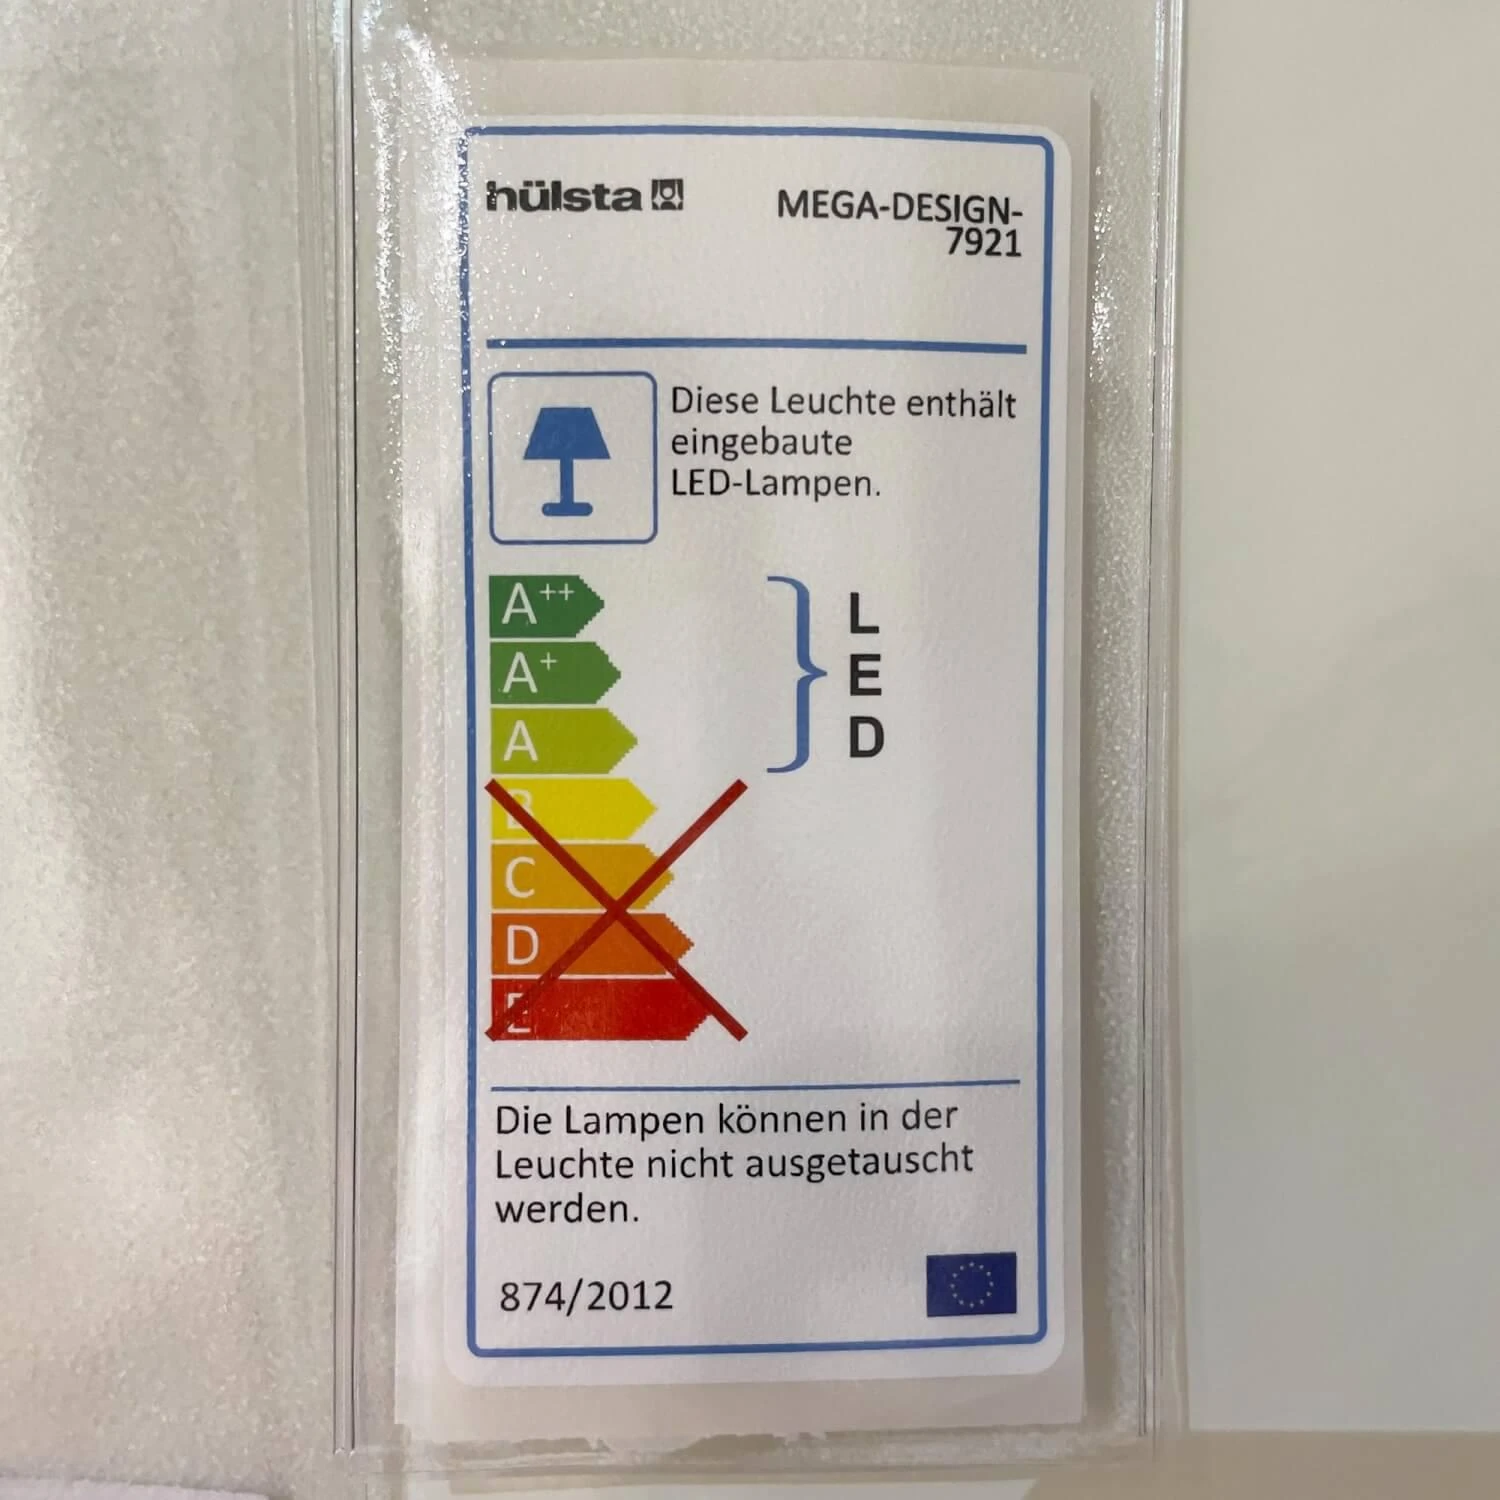 hülsta
MEGA-DESIGN-
7921
Diese Leuchte enthält
eingebaute
LED-Lampen.
A++
A+
A
B
C
D
E
L
E
D
Die Lampen können in der
Leuchte nicht ausgetauscht
werden.
874/2012